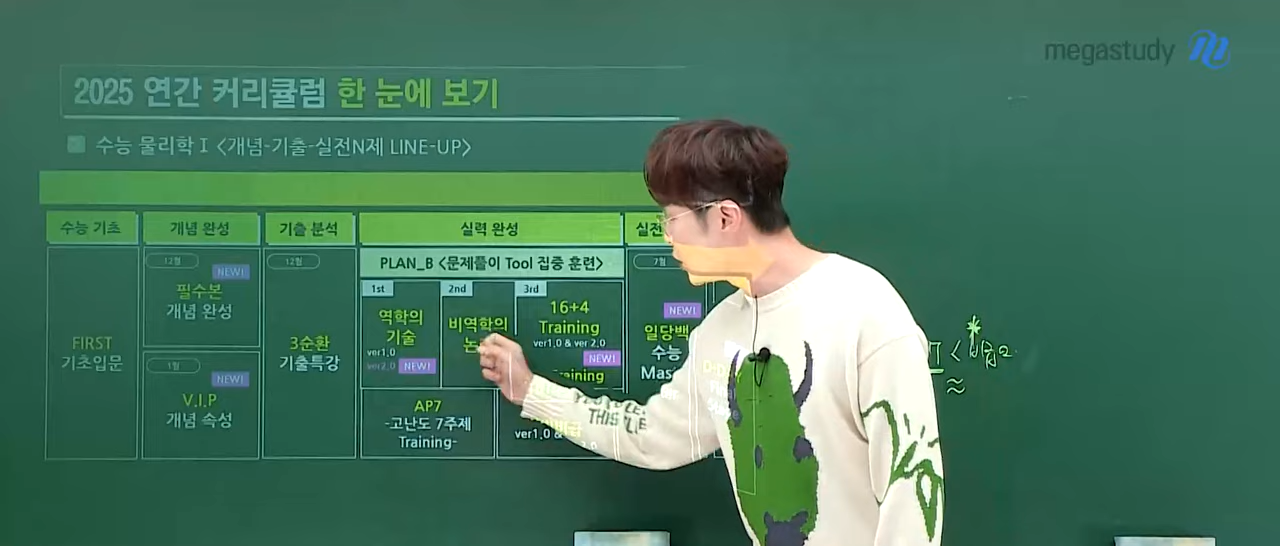 megastudy
2025 연간 커리큘럼 한 눈에 보기
수능 물리학 I <개념-기출-실전N제 LINE-UP>
수능 기초 개념 완성 기출 분석 실력 완성 실전
FIRST
기초입문
12월
NEW!
필수본
개념 완성
1월
NEW!
V.I.P
개념 속성
12월
3순환
기출특강
PLAN_B <문제풀이 Tool 집중 훈련>
1st
역학의
기술
ver1.0
ver2.0 NEW!
2nd
비역학의
3rd
16+4
Training
ver1.0 & ver 2.0
NEW!
AP7
-고난도 7주제
Training-
ver1.0 &
7월
NEW!
일당백
수능
THIS